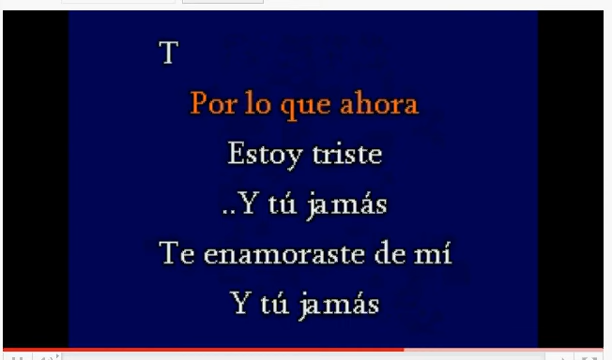 T
Por lo que ahora
Estoy triste
..Y tú jamás
Te enamoraste de mí
Y tú jamás